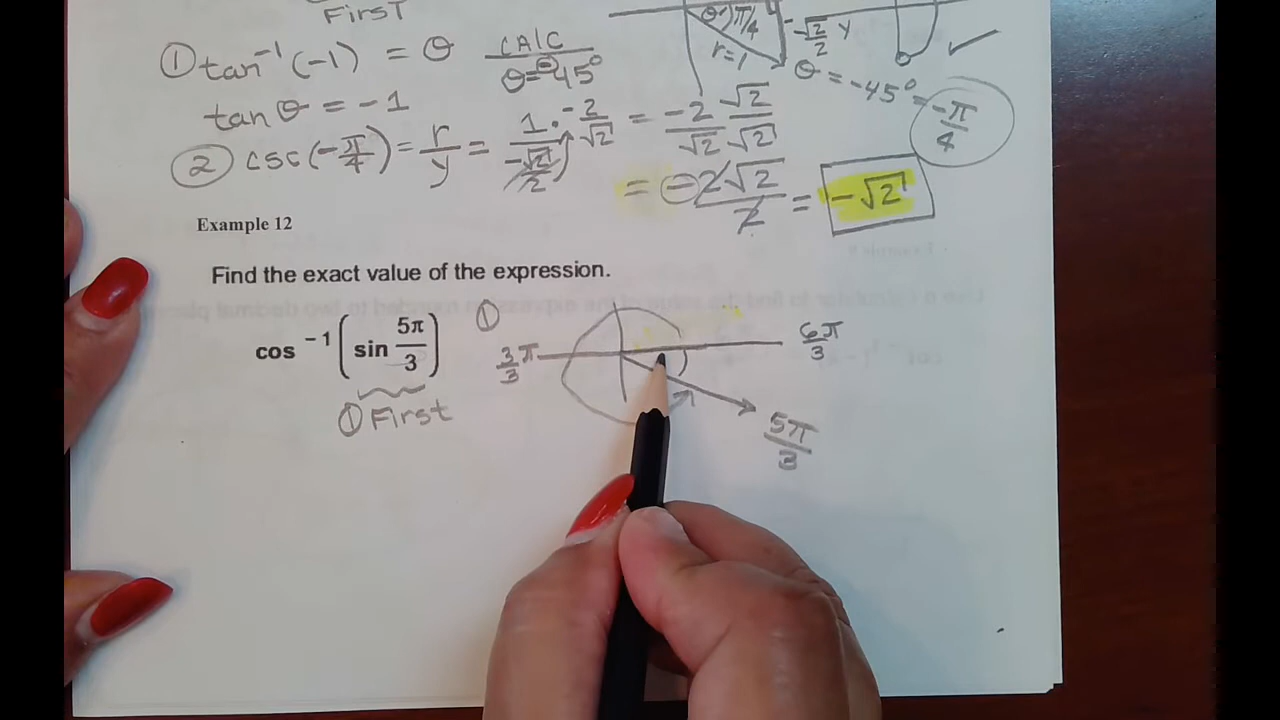 First
① tan⁻¹(-1) = θ CALC
θ = -45°
tan θ = -1
θ' π/4
r=1
-√2/2 y
θ = -45° = -π/4
② csc(-π/4) = r/y = 1/(-√2/2) · -2/√2 = -2/√2 √2/√2
= -2√2/2 = -√2
Example 12
Find the exact value of the expression.
cos⁻¹(sin 5π/3)
① First
①
3π/3
6π/3
5π/3